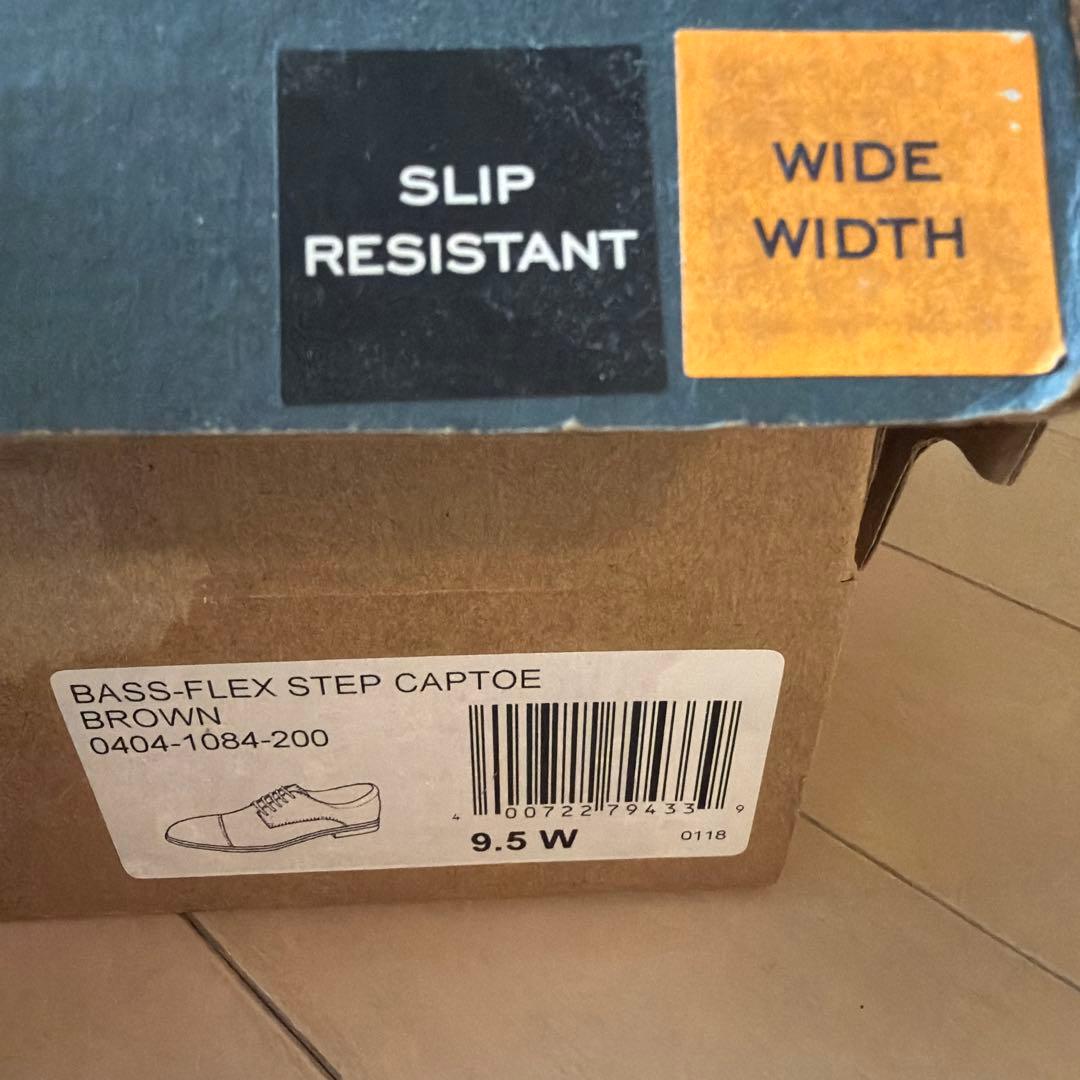 SLIP
RESISTANT
WIDE
WIDTH
BASS-FLEX STEP CAPTOE
BROWN
0404-1084-200
4 00722 79433 9
9.5 W
0118